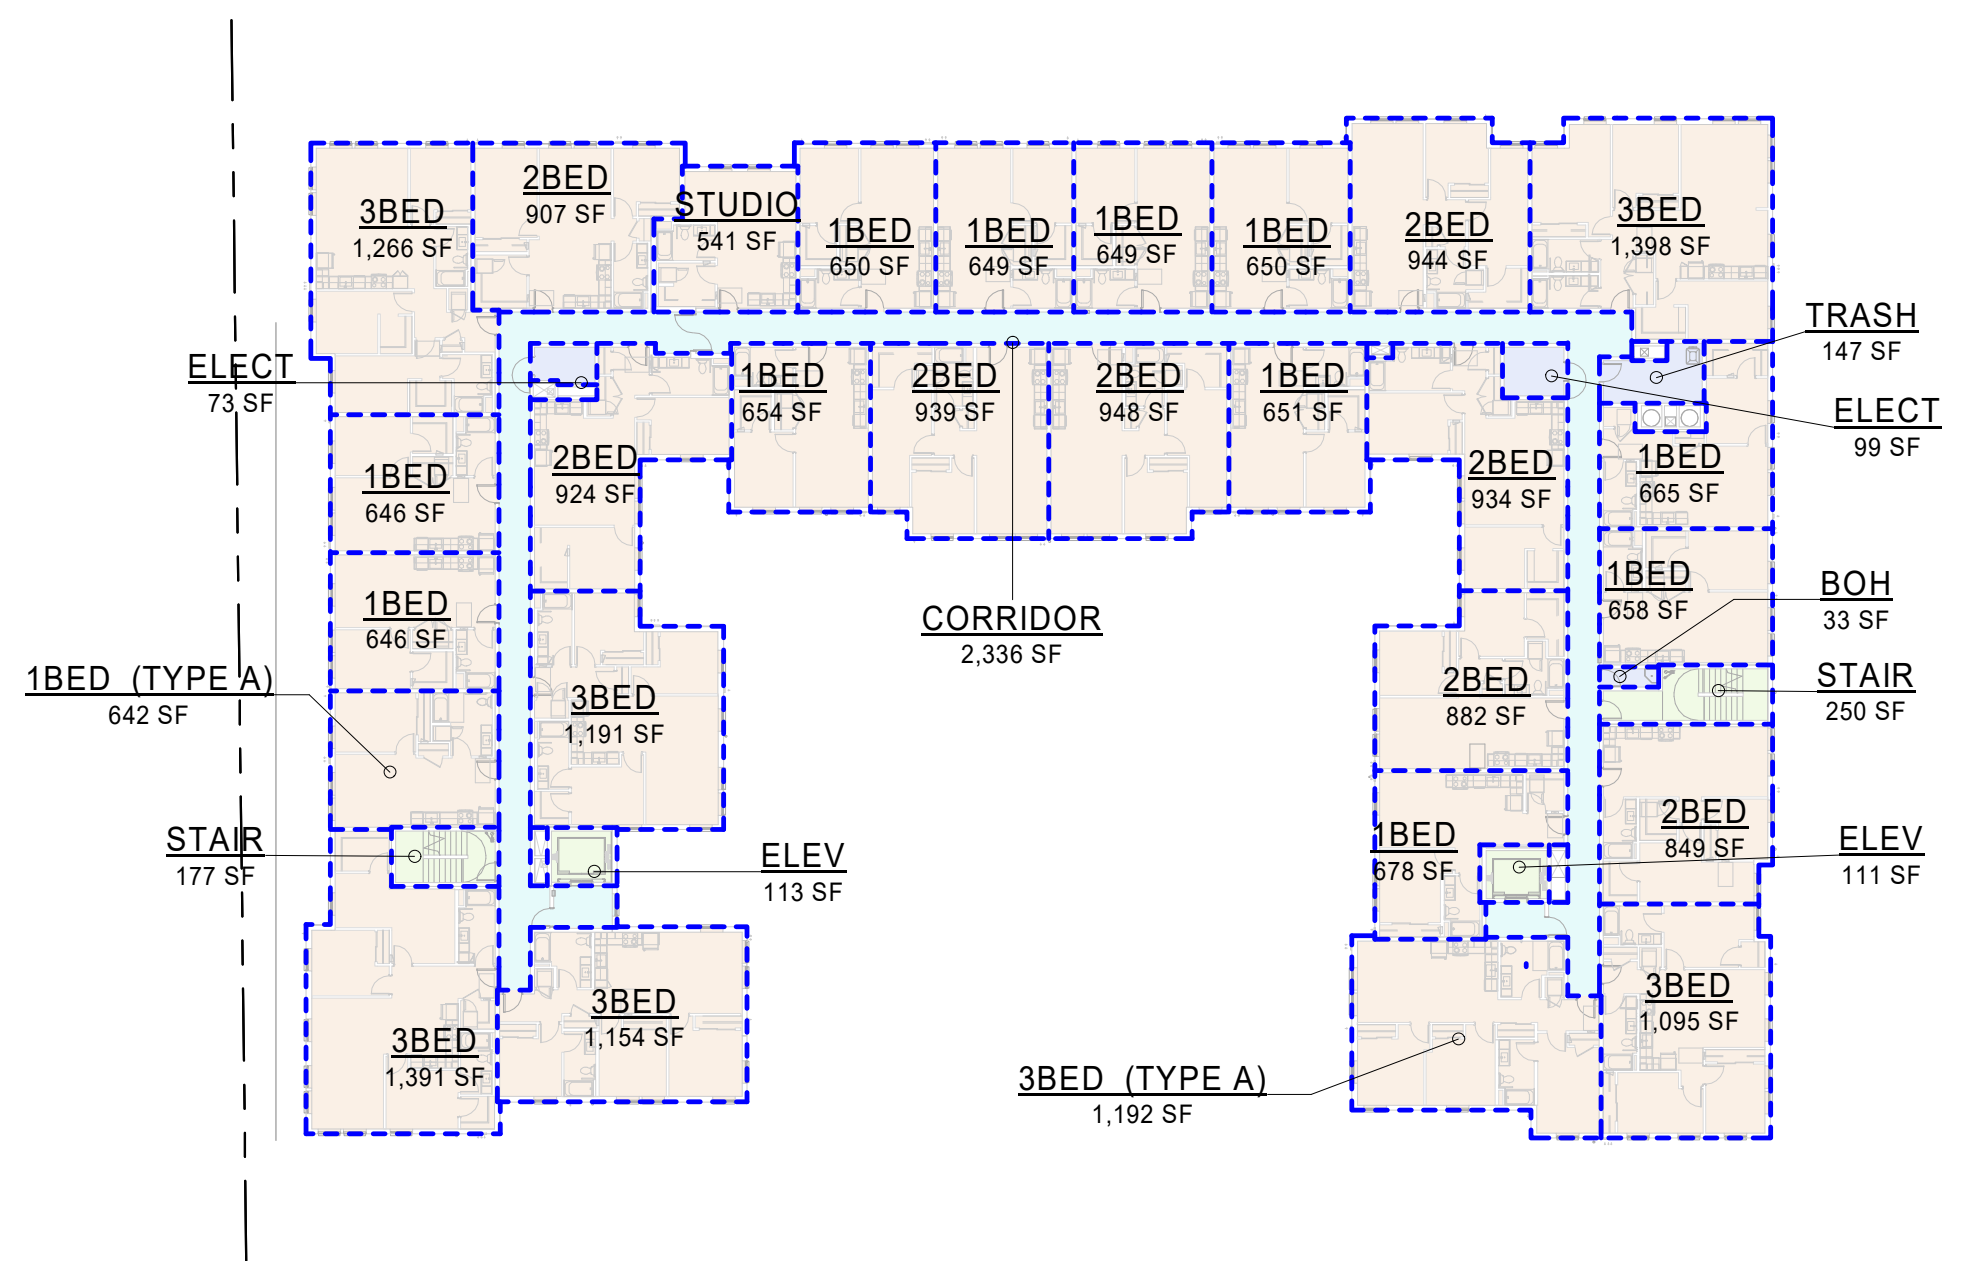 2BED
907 SF
3BED
1,266 SF
STUDIO
541 SF
1BED
650 SF
1BED
649 SF
1BED
649 SF
1BED
650 SF
2BED
944 SF
3BED
1,398 SF
TRASH
147 SF
ELECT
73 SF
1BED
654 SF
2BED
939 SF
2BED
948 SF
1BED
651 SF
ELECT
99 SF
1BED
646 SF
2BED
924 SF
2BED
934 SF
1BED
665 SF
1BED
646 SF
CORRIDOR
2,336 SF
1BED
658 SF
BOH
33 SF
1BED (TYPE A)
642 SF
3BED
1,191 SF
2BED
882 SF
STAIR
250 SF
STAIR
177 SF
ELEV
113 SF
1BED
678 SF
2BED
849 SF
ELEV
111 SF
3BED
1,391 SF
3BED
1,154 SF
3BED (TYPE A)
1,192 SF
3BED
1,095 SF